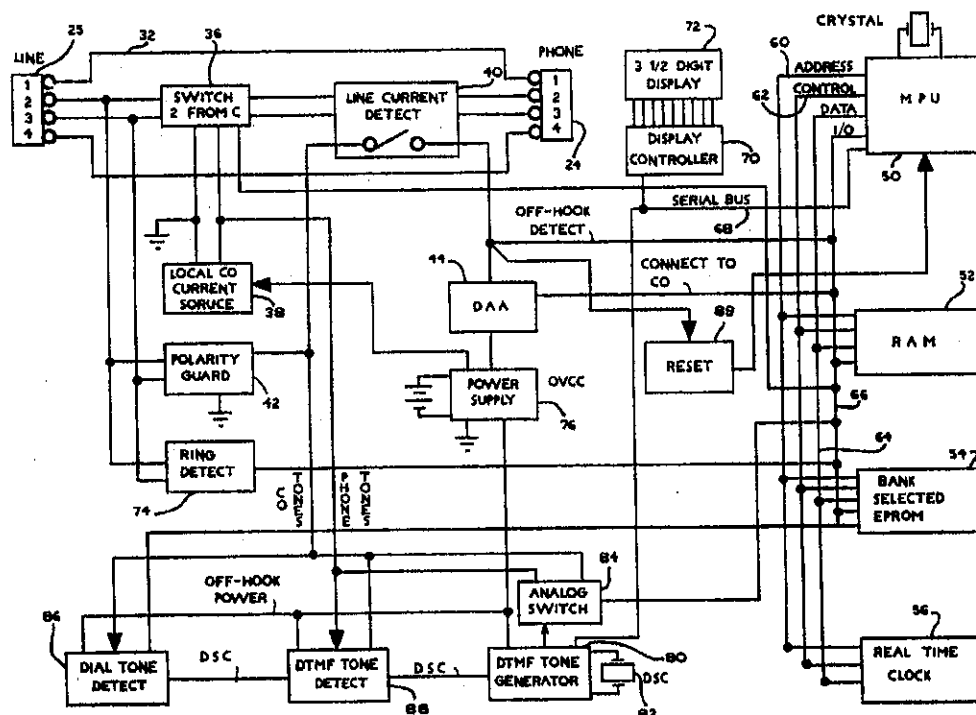 CRYSTAL
25
32
36
PHONE
72
60
LINE
1
2
3
4
SWITCH
2 FROM C
40
LINE CURRENT
DETECT
1
2
3
4
24
3 1/2 DIGIT
DISPLAY
DISPLAY
CONTROLLER
70
ADDRESS
CONTROL
62
DATA
I/O
MPU
50
SERIAL BUS
68
OFF-HOOK
DETECT
CONNECT TO
CO
44
DAA
LOCAL CO
CURRENT
SORUCE
38
89
RESET
52
RAM
POLARITY
GUARD
42
OVCC
POWER
SUPPLY
76
66
64
RING
DETECT
74
CO
TONES
PHONE
TONES
54
BANK
SELECTED
EPROM
84
ANALOG
SWITCH
OFF-HOOK
POWER
86
DIAL TONE
DETECT
DSC
DTMF TONE
DETECT
88
DSC
DTMF TONE
GENERATOR
80
DSC
82
56
REAL TIME
CLOCK